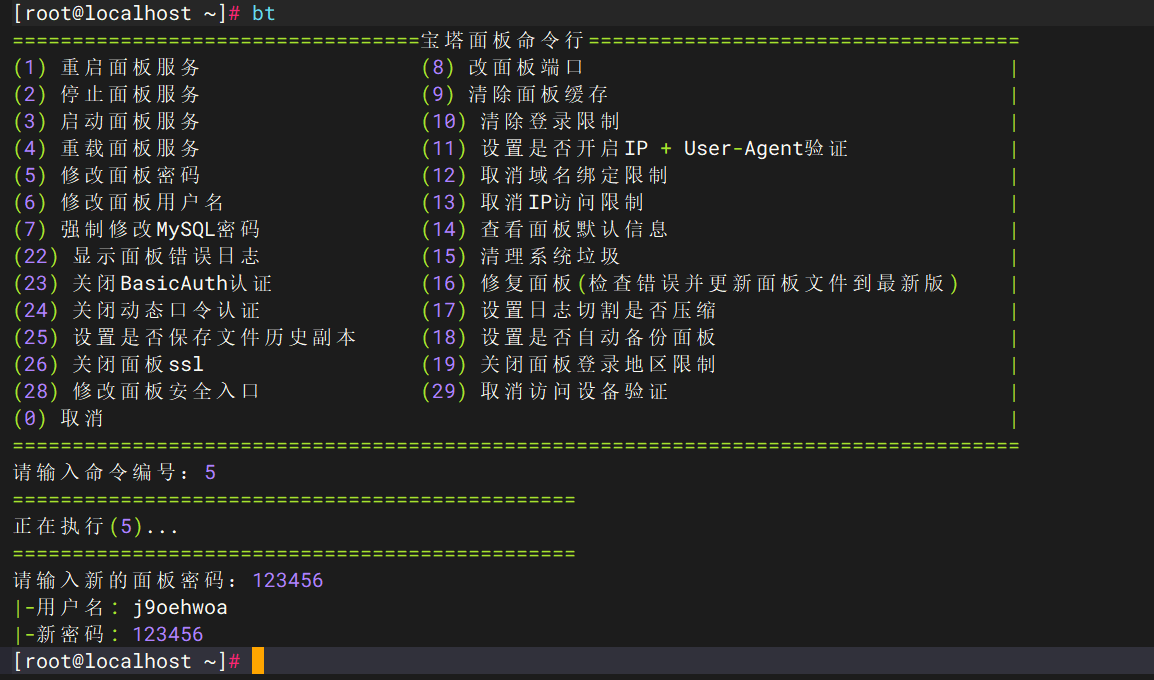 [root@localhost ~]# bt
==================================宝塔面板命令行====================================
(1) 重启面板服务 (8) 改面板端口 |
(2) 停止面板服务 (9) 清除面板缓存 |
(3) 启动面板服务 (10) 清除登录限制 |
(4) 重载面板服务 (11) 设置是否开启IP + User-Agent验证 |
(5) 修改面板密码 (12) 取消域名绑定限制 |
(6) 修改面板用户名 (13) 取消IP访问限制 |
(7) 强制修改MySQL密码 (14) 查看面板默认信息 |
(22) 显示面板错误日志 (15) 清理系统垃圾 |
(23) 关闭BasicAuth认证 (16) 修复面板(检查错误并更新面板文件到最新版) |
(24) 关闭动态口令认证 (17) 设置日志切割是否压缩 |
(25) 设置是否保存文件历史副本 (18) 设置是否自动备份面板 |
(26) 关闭面板ssl (19) 关闭面板登录地区限制 |
(28) 修改面板安全入口 (29) 取消访问设备验证 |
(0) 取消 |
====================================================================================
请输入命令编号：5
===============================================
正在执行(5)...
===============================================
请输入新的面板密码：123456
|-用户名: j9oehwoa
|-新密码: 123456
[root@localhost ~]#